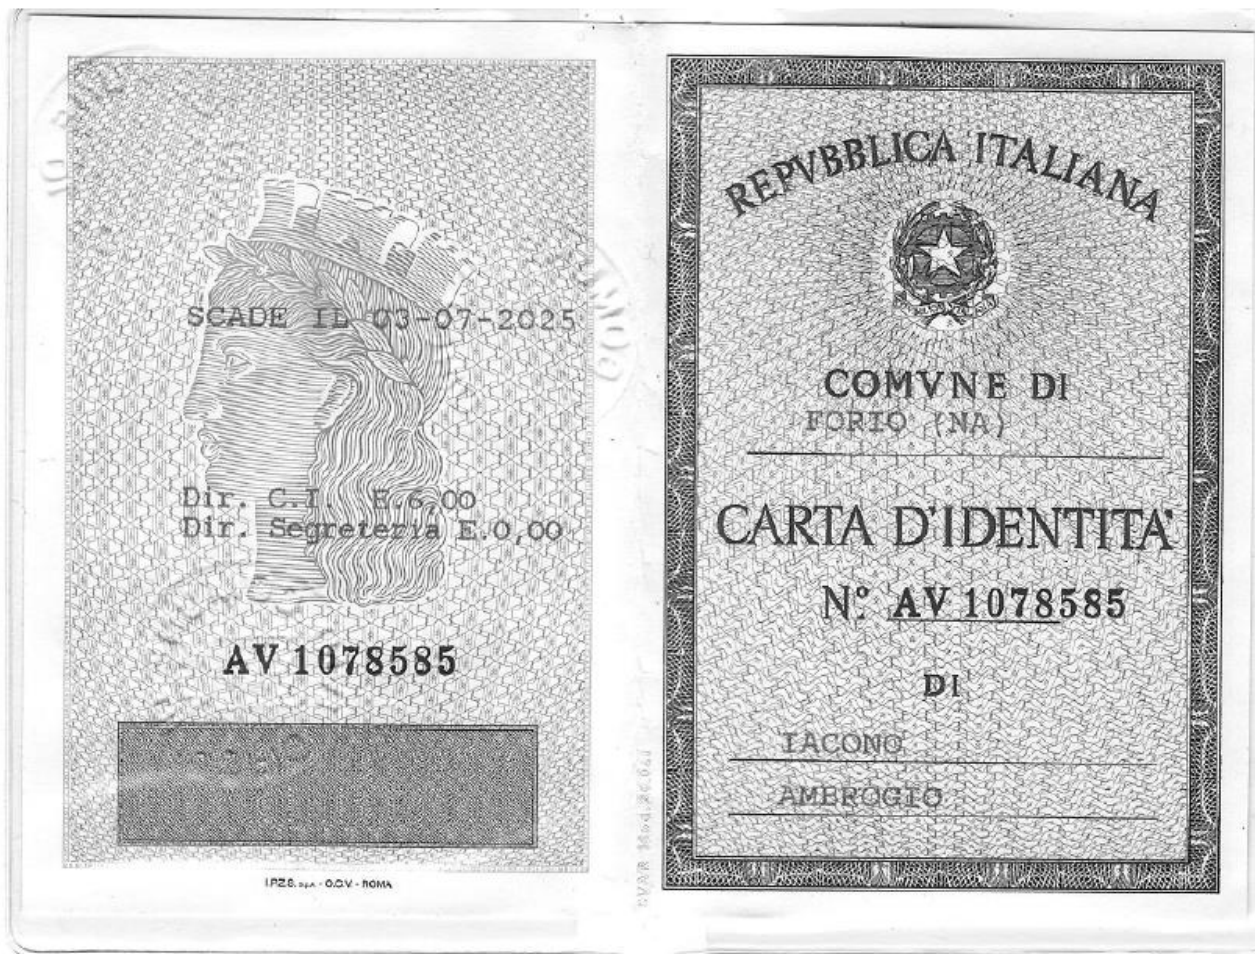 SCADE IL 03-07-2025
Dir. C.I. E.6,00
Dir. Segreteria E.0,00
AV 1078585
I.P.Z.S. S.p.A. - O.C.V. - ROMA
REPVBBLICA ITALIANA
COMVNE DI
FORIO (NA)
CARTA D'IDENTITA'
N° AV 1078585
DI
IACONO
AMBROGIO